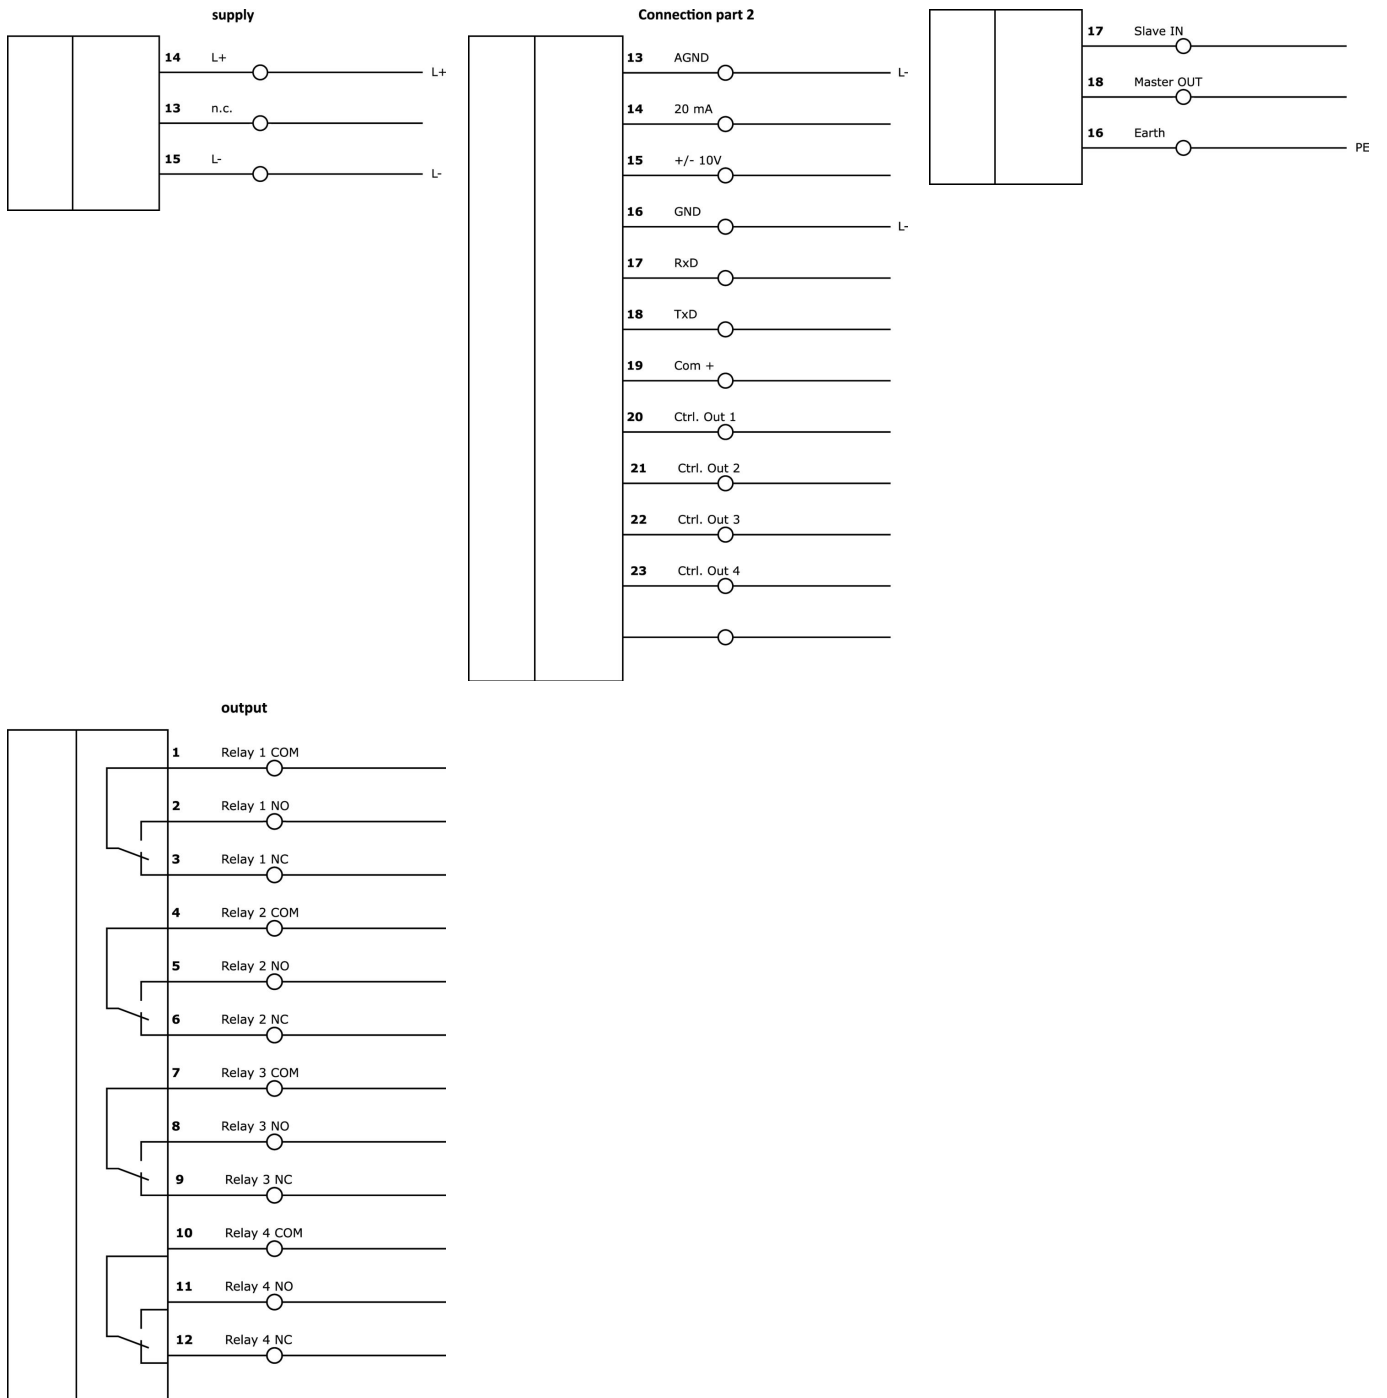 supply
14 L+
L+
13 n.c.
15 L-
L-
Connection part 2
13 AGND
L-
14 20 mA
15 +/- 10V
16 GND
L-
17 RxD
18 TxD
19 Com +
20 Ctrl. Out 1
21 Ctrl. Out 2
22 Ctrl. Out 3
23 Ctrl. Out 4
17 Slave IN
18 Master OUT
16 Earth
PE
output
1 Relay 1 COM
2 Relay 1 NO
3 Relay 1 NC
4 Relay 2 COM
5 Relay 2 NO
6 Relay 2 NC
7 Relay 3 COM
8 Relay 3 NO
9 Relay 3 NC
10 Relay 4 COM
11 Relay 4 NO
12 Relay 4 NC